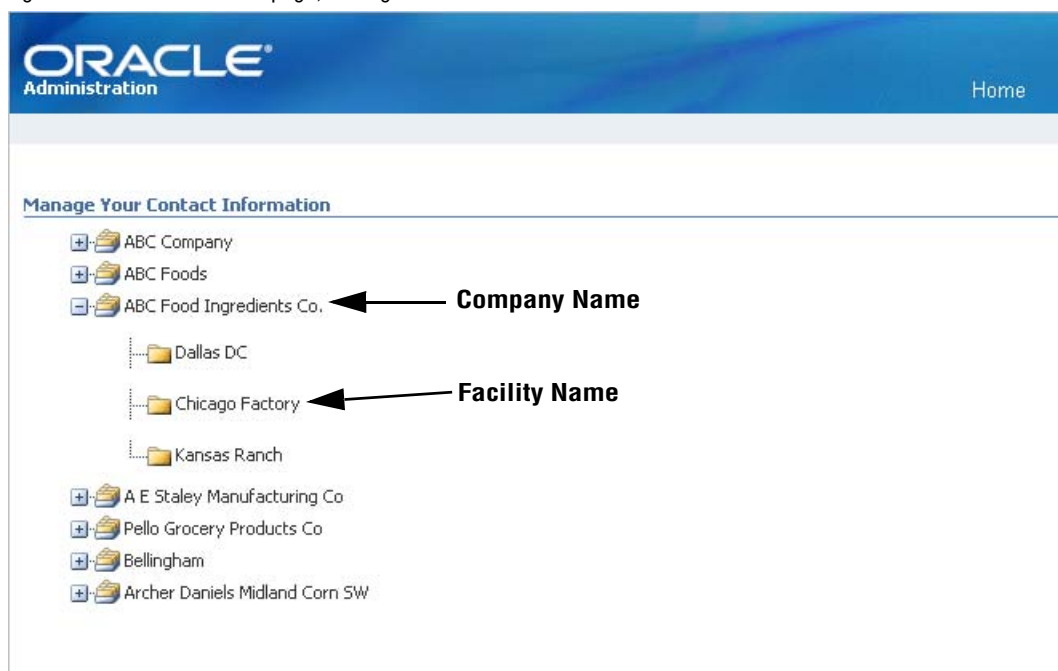 ORACLE®
Administration
Home
Manage Your Contact Information
ABC Company
ABC Foods
ABC Food Ingredients Co.
Company Name
Dallas DC
Chicago Factory
Facility Name
Kansas Ranch
A E Staley Manufacturing Co
Pello Grocery Products Co
Bellingham
Archer Daniels Midland Corn SW